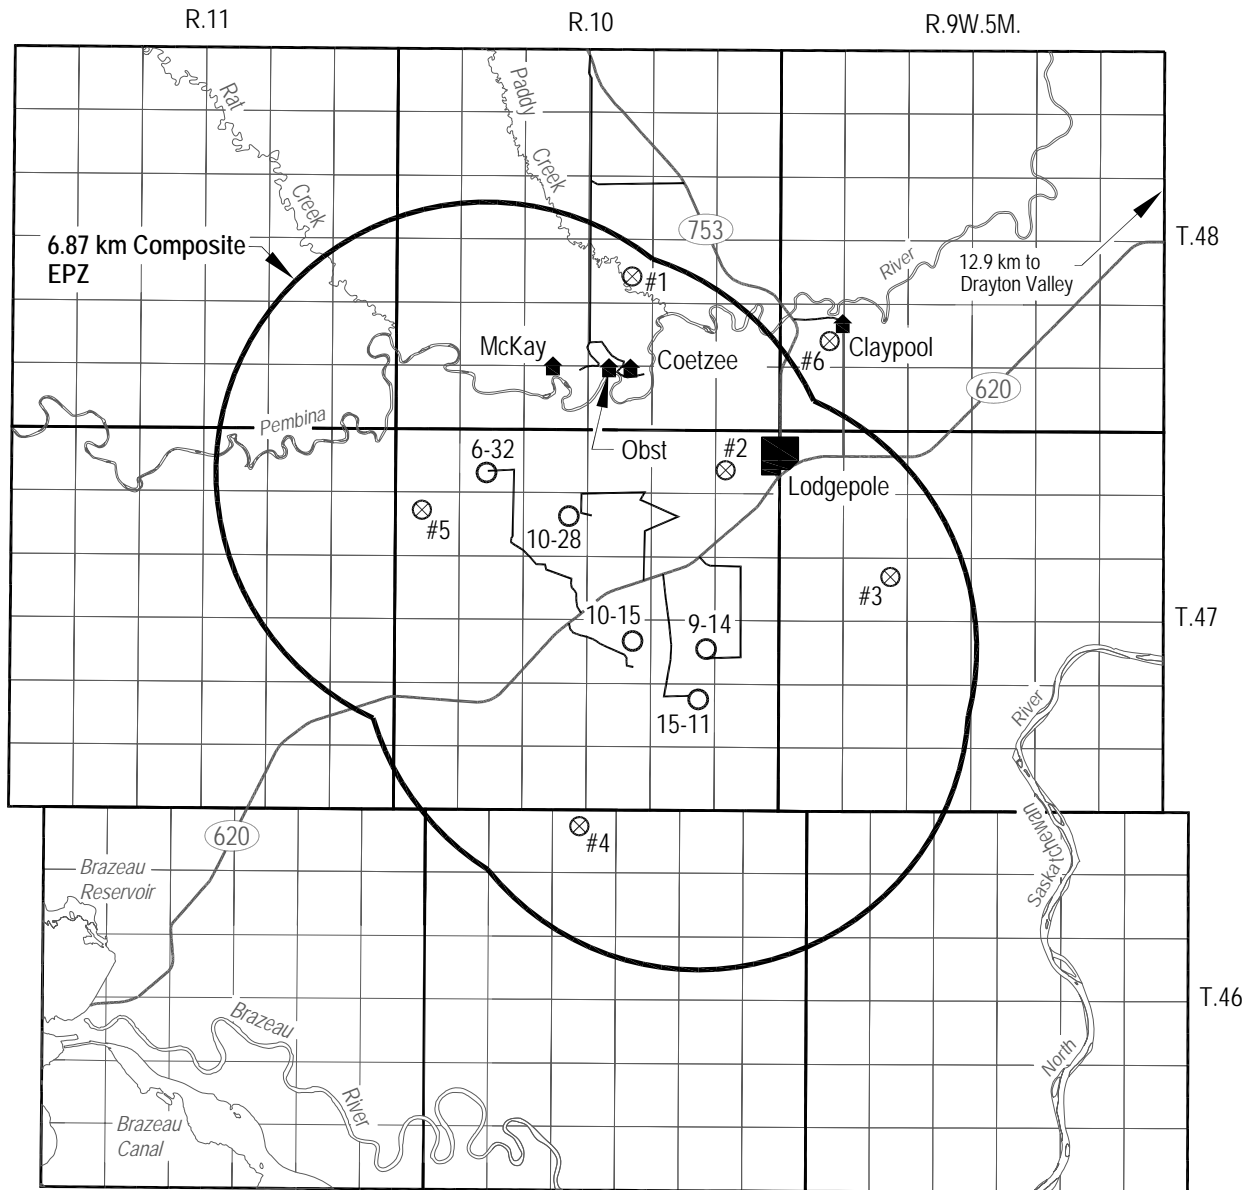 R.11
R.10
R.9W.5M.
Rat
Creek
Paddy
Creek
753
River
6.87 km Composite
EPZ
12.9 km to
Drayton Valley
T.48
#1
McKay
Coetzee
#6
Claypool
620
Pembina
Obst
6-32
#2
Lodgepole
#5
10-28
#3
10-15
9-14
T.47
15-11
River
Saskatchewan
North
620
#4
Brazeau
Reservoir
T.46
Brazeau
River
Brazeau
Canal